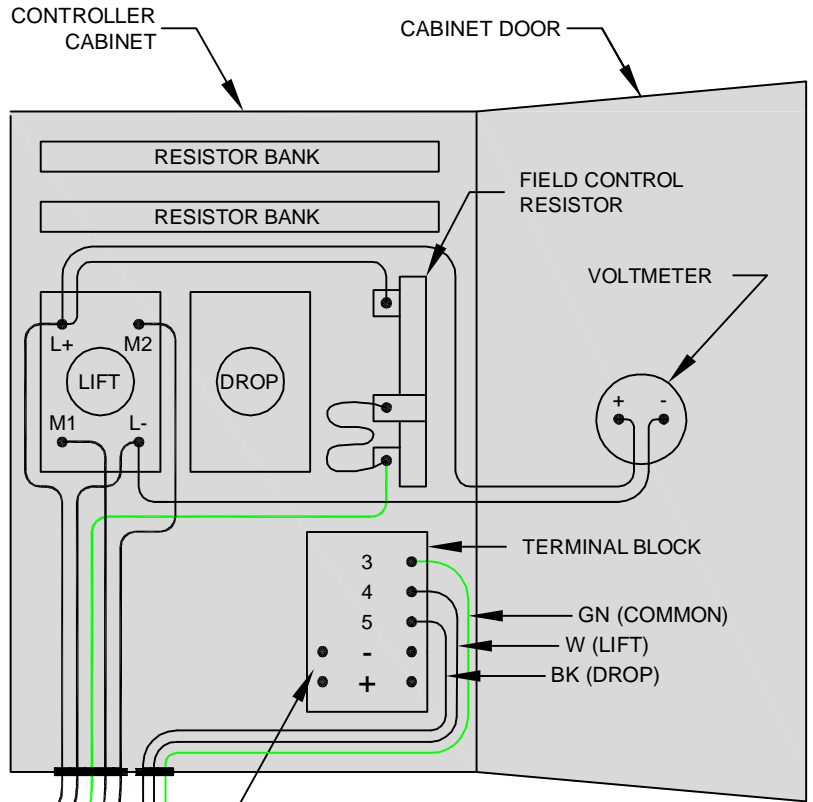 CONTROLLER
CABINET
CABINET DOOR
RESISTOR BANK
RESISTOR BANK
FIELD CONTROL
RESISTOR
VOLTMETER
L+
M2
LIFT
DROP
M1
L-
+ -
3
TERMINAL BLOCK
4
5
GN (COMMON)
W (LIFT)
BK (DROP)
-
+